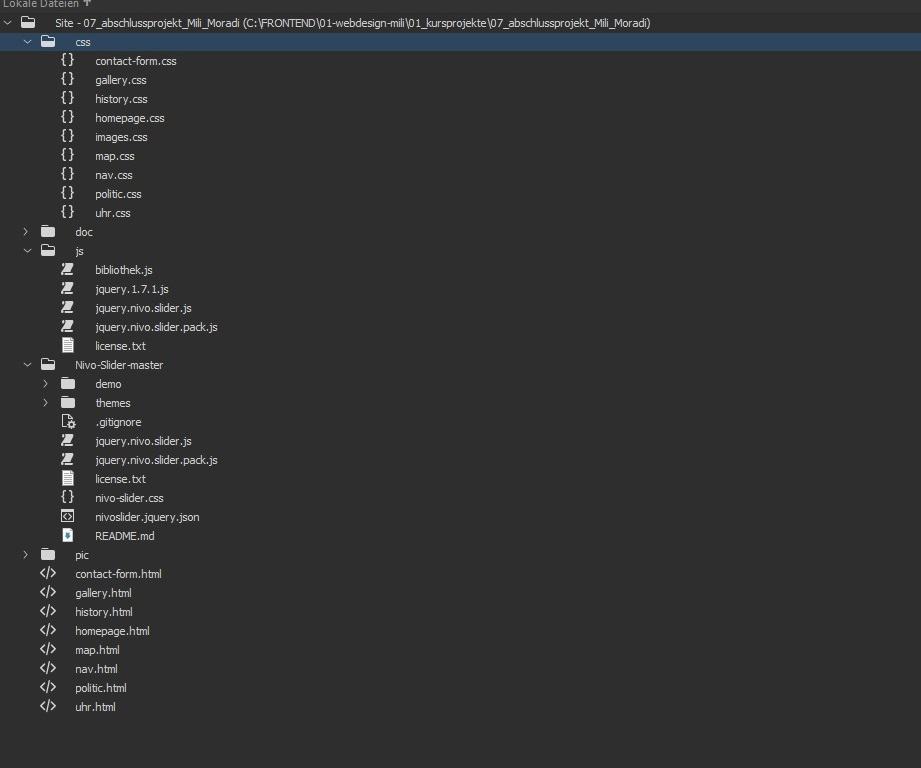 Lokale Dateien
Site - 07_abschlussprojekt_Mili_Moradi (C:\FRONTEND\01-webdesign-mili\01_kursprojekte\07_abschlussprojekt_Mili_Moradi)
css
contact-form.css
gallery.css
history.css
homepage.css
images.css
map.css
nav.css
politic.css
uhr.css
doc
js
bibliothek.js
jquery.1.7.1.js
jquery.nivo.slider.js
jquery.nivo.slider.pack.js
license.txt
Nivo-Slider-master
demo
themes
.gitignore
jquery.nivo.slider.js
jquery.nivo.slider.pack.js
license.txt
nivo-slider.css
nivoslider.jquery.json
README.md
pic
contact-form.html
gallery.html
history.html
homepage.html
map.html
nav.html
politic.html
uhr.html